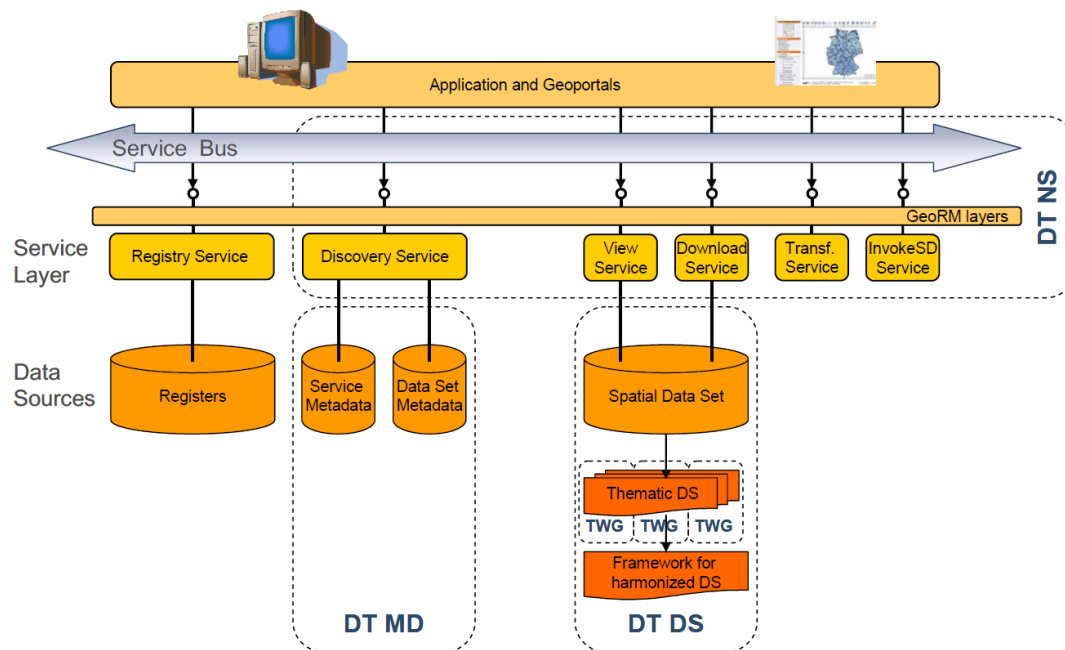 Application and Geoportals
Service Bus
DT NS
GeoRM layers
Service
Layer
Registry Service
Discovery Service
View
Service
Download
Service
Transf.
Service
InvokeSD
Service
Data
Sources
Registers
Service
Metadata
Data Set
Metadata
Spatial Data Set
Thematic DS
TWG TWG TWG
Framework for
harmonized DS
DT MD
DT DS